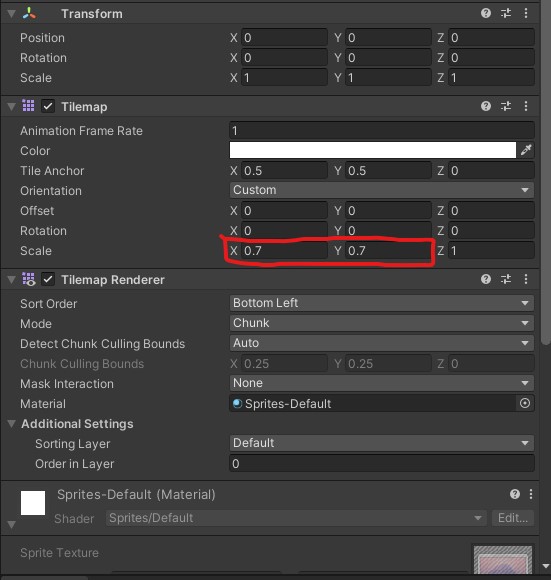 Transform
Position X 0 Y 0 Z 0
Rotation X 0 Y 0 Z 0
Scale X 1 Y 1 Z 1
Tilemap
Animation Frame Rate 1
Color
Tile Anchor X 0.5 Y 0.5 Z 0
Orientation Custom
Offset X 0 Y 0 Z 0
Rotation X 0 Y 0 Z 0
Scale X 0.7 Y 0.7 Z 1
Tilemap Renderer
Sort Order Bottom Left
Mode Chunk
Detect Chunk Culling Bounds Auto
Chunk Culling Bounds X 0.25 Y 0.25 Z 0
Mask Interaction None
Material Sprites-Default
Additional Settings
Sorting Layer Default
Order in Layer 0
Sprites-Default (Material)
Shader Sprites/Default Edit...
Sprite Texture